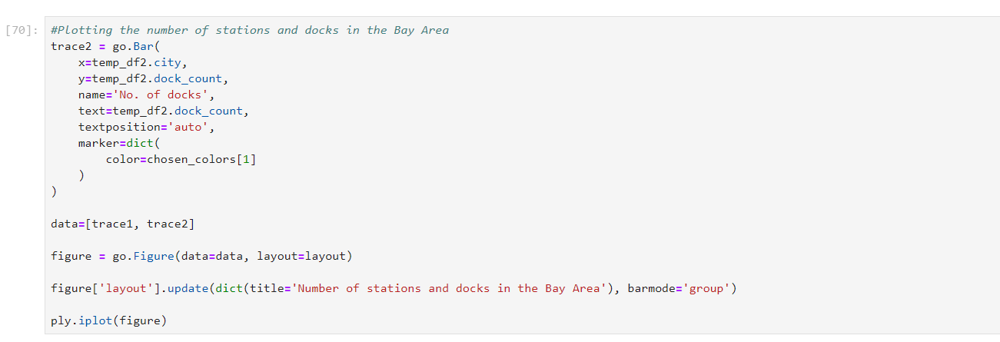 [70]: #Plotting the number of stations and docks in the Bay Area
trace2 = go.Bar(
    x=temp_df2.city,
    y=temp_df2.dock_count,
    name='No. of docks',
    text=temp_df2.dock_count,
    textposition='auto',
    marker=dict(
        color=chosen_colors[1]
    )
)
data=[trace1, trace2]
figure = go.Figure(data=data, layout=layout)
figure['layout'].update(dict(title='Number of stations and docks in the Bay Area'), barmode='group')
ply.iplot(figure)